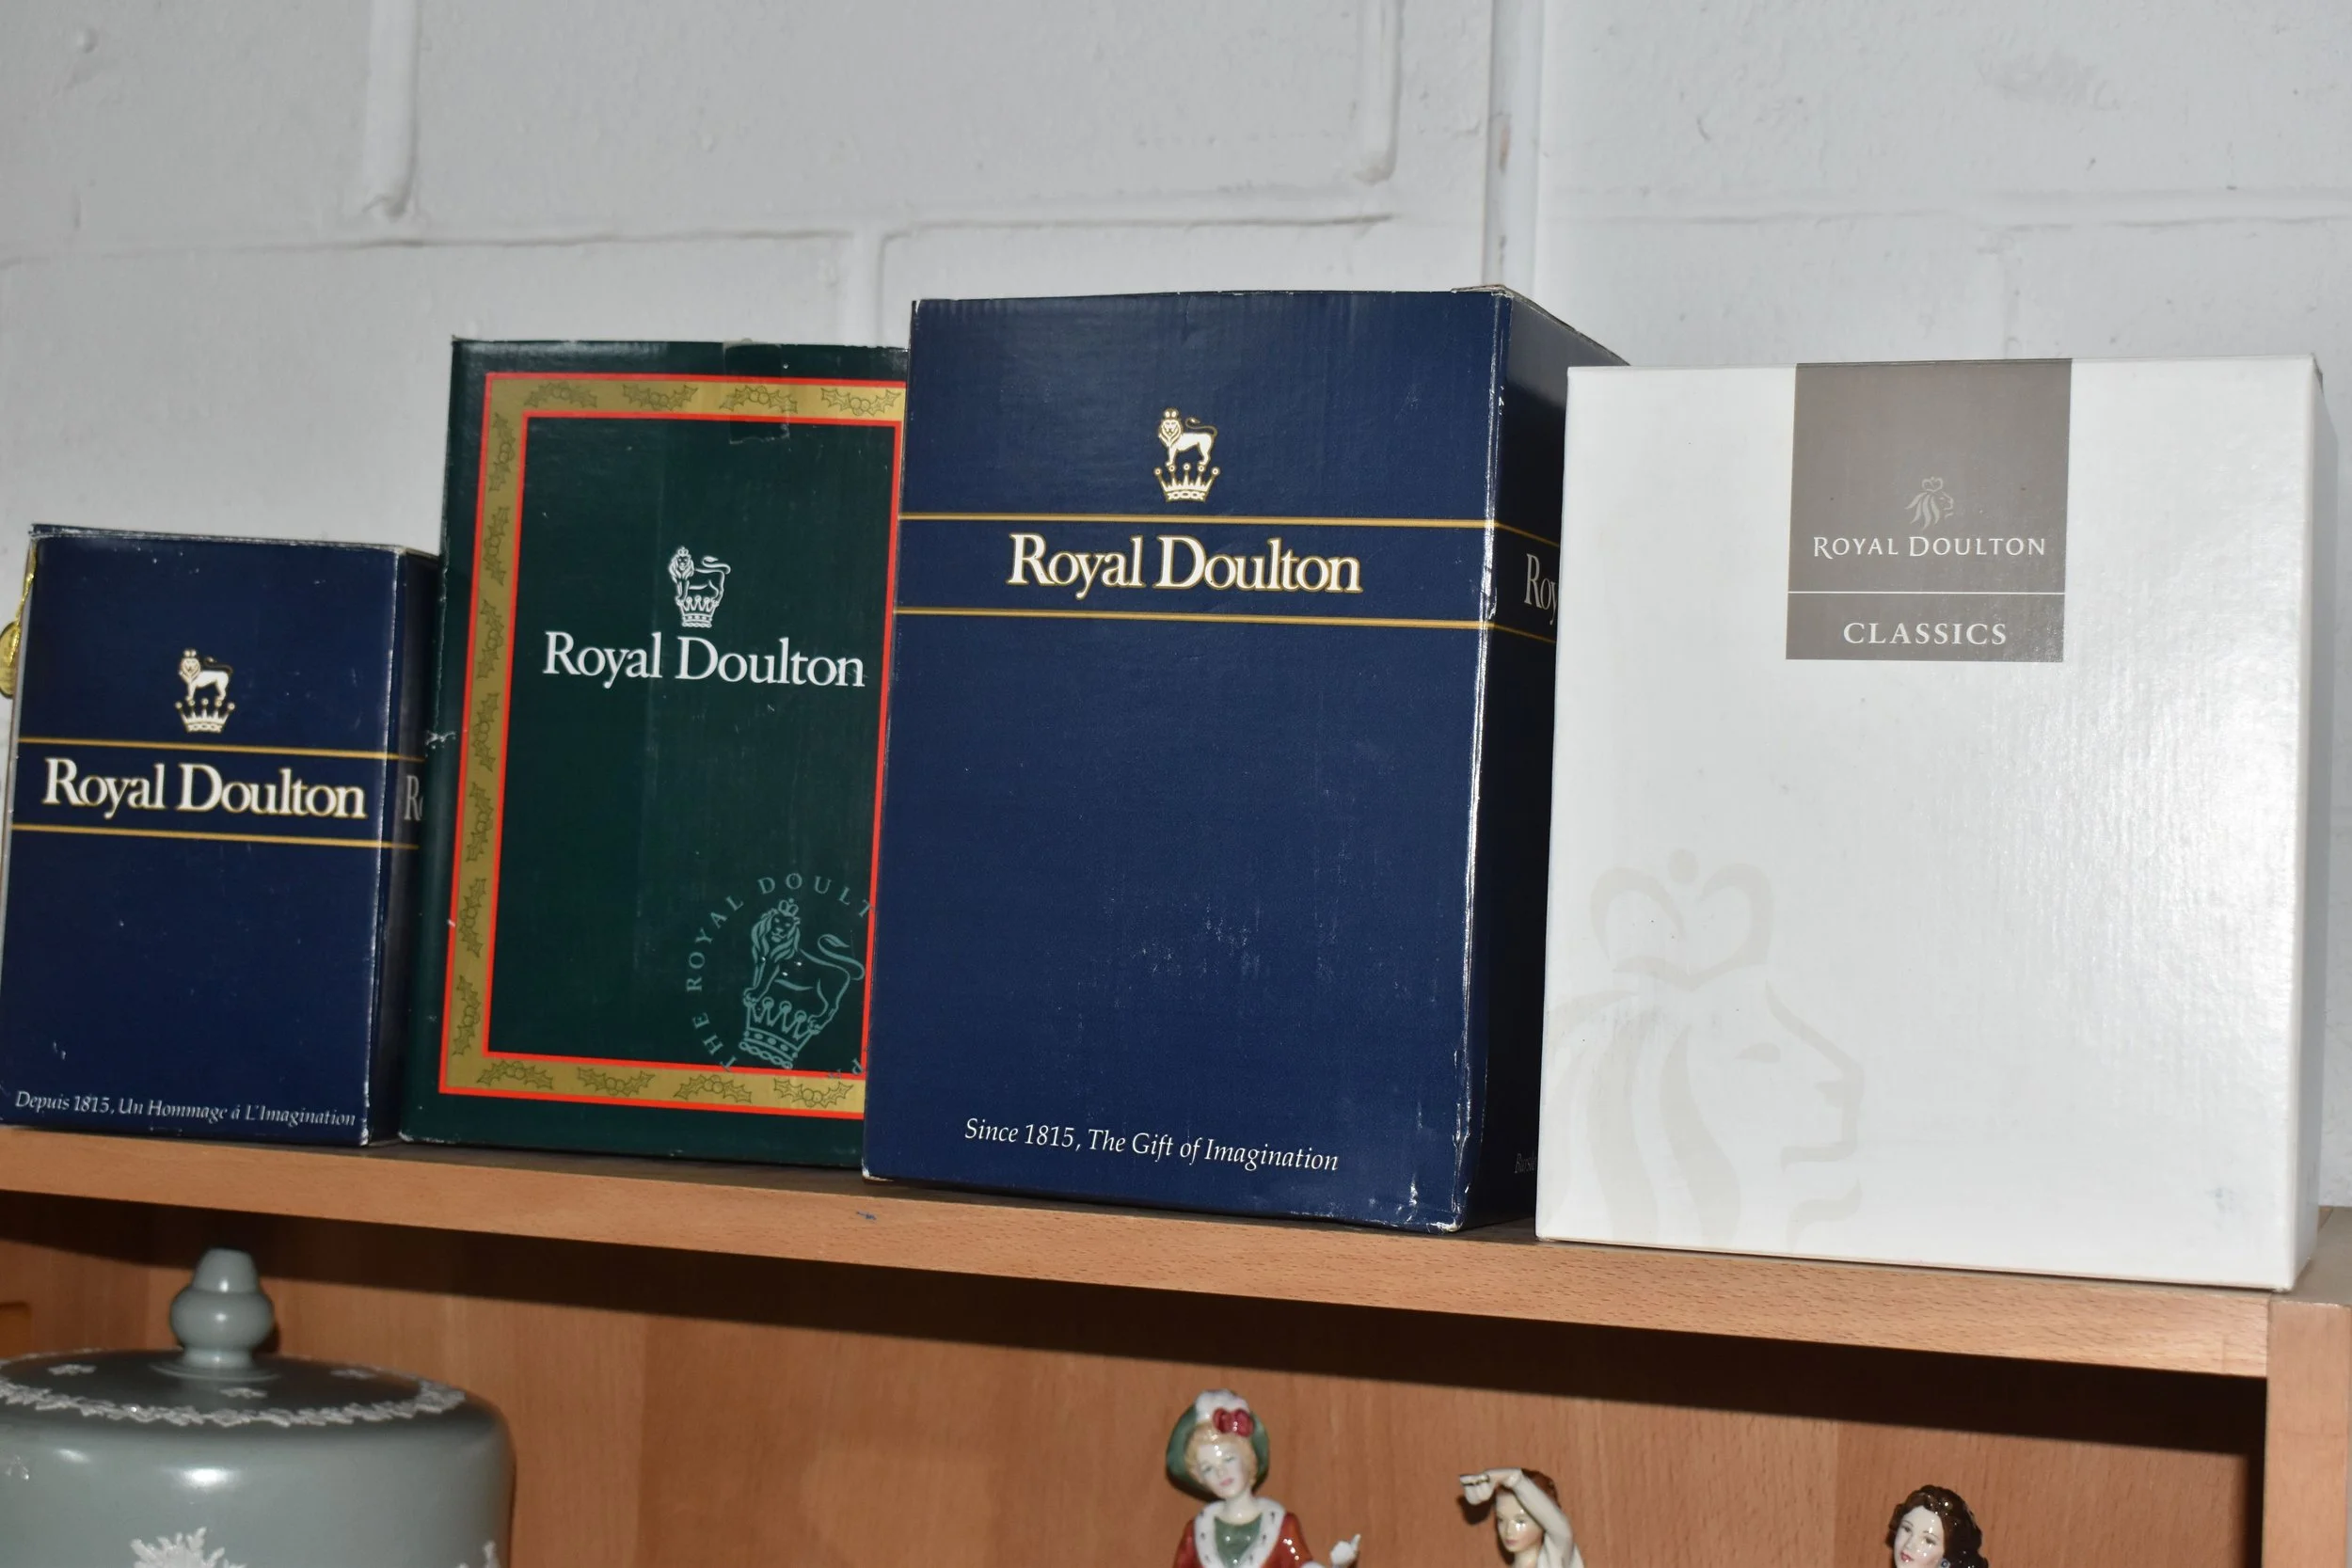 Royal Doulton
Depuis 1815, Un Hommage á L'Imagination
Royal Doulton
THE ROYAL
Royal Doulton
Since 1815, The Gift of Imagination
ROYAL DOULTON
CLASSICS